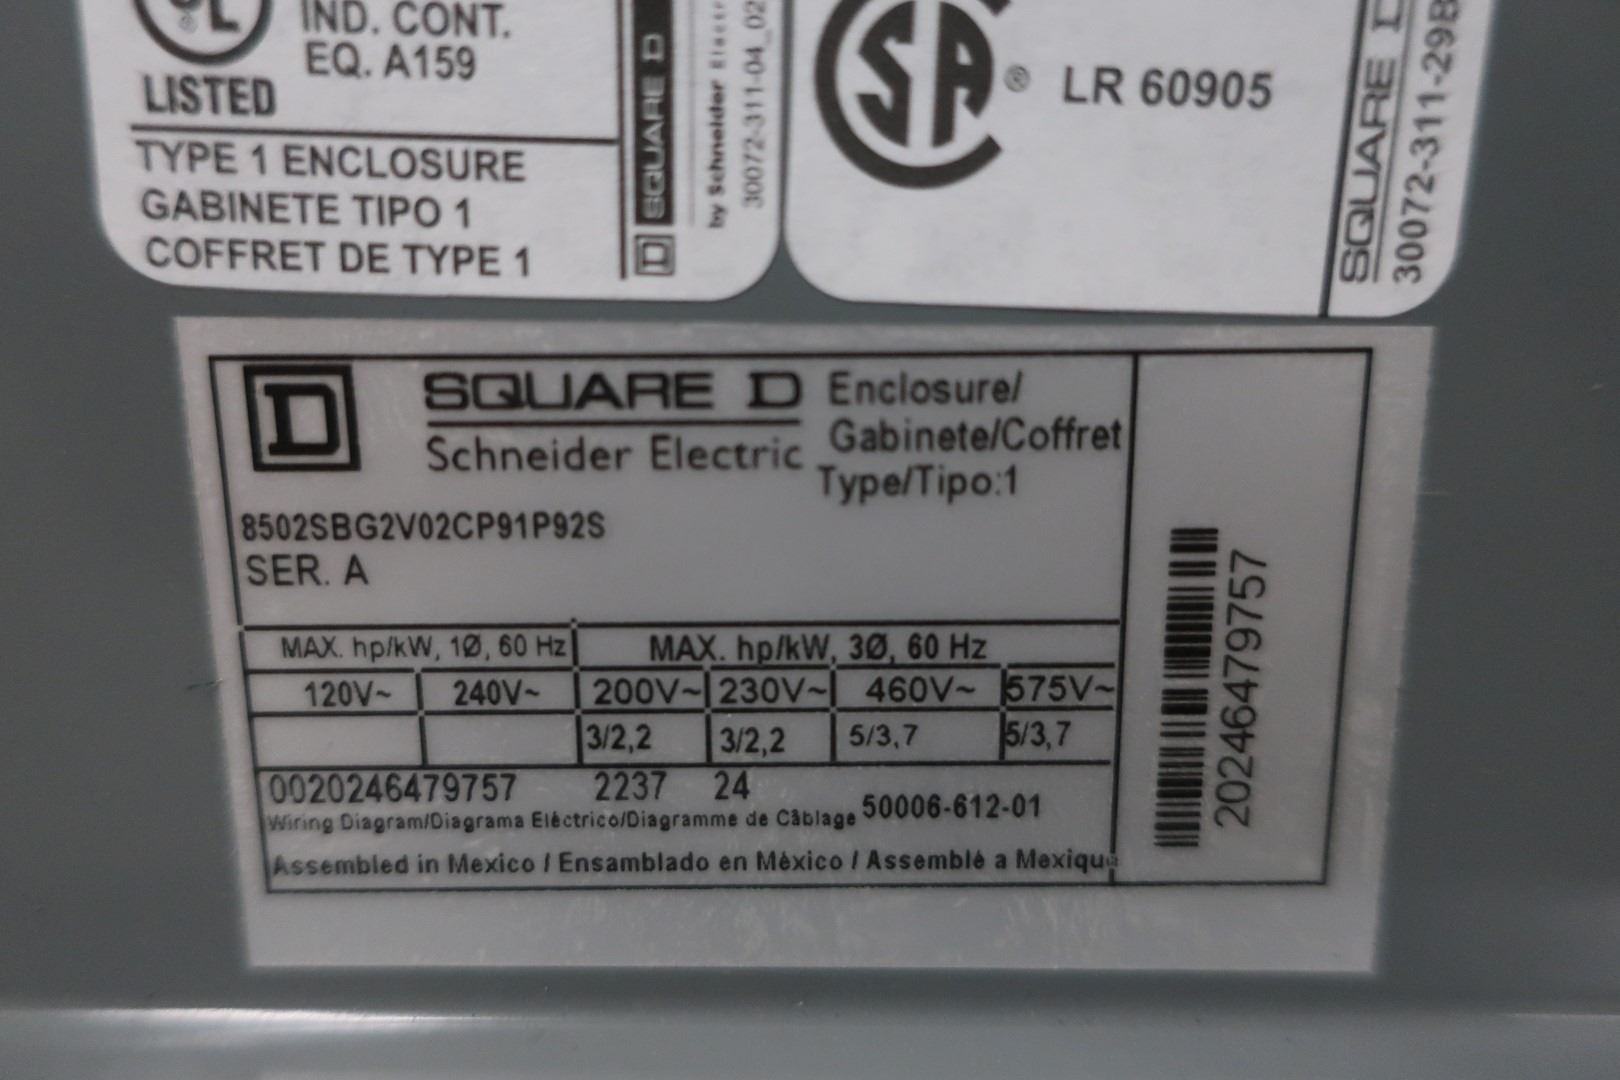 UL
®
IND. CONT.
EQ. A159
LISTED
TYPE 1 ENCLOSURE
GABINETE TIPO 1
COFFRET DE TYPE 1
D SQUARE D
by Schneider Electric
30072-311-04_02
SA ® LR 60905
SQUARE D
30072-311-29B
D SQUARE D
Schneider Electric
Enclosure/
Gabinete/Coffret
Type/Tipo:1
8502SBG2V02CP91P92S
SER. A
MAX. hp/kW, 1Ø, 60 Hz MAX. hp/kW, 3Ø, 60 Hz
120V~ 240V~ 200V~ 230V~ 460V~ 575V~
3/2,2 3/2,2 5/3,7 5/3,7
0020246479757 2237 24
Wiring Diagram/Diagrama Eléctrico/Diagramme de Câblage 50006-612-01
Assembled in Mexico / Ensamblado en México / Assemblé a Mexique
20246479757